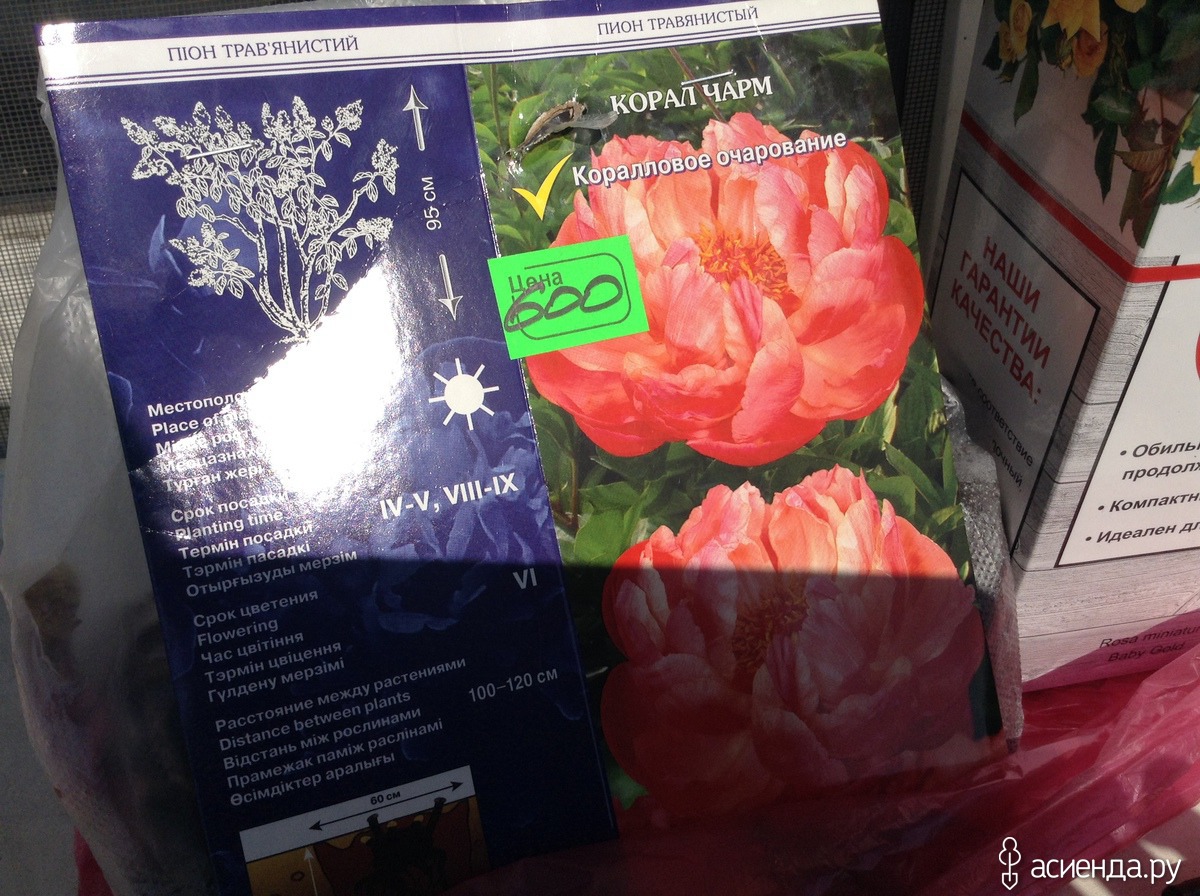 ПІОН ТРАВ'ЯНИСТИЙ
ПИОН ТРАВЯНИСТЫЙ
КОРАЛ ЧАРМ
Коралловое очарование
95 см
Цена
600
Place of
Срок посадки
Planting time
Термін посадки
Тэрмін пасадкі
Отырғызуды мерзім
IV-V, VIII-IX
Срок цветения
Flowering
Час цвітіння
Тэрмін цвіцення
Гүлдену мерзімі
VI
Расстояние между растениями
Distance between plants
Відстань між рослинами
Прамежак паміж раслінамі
Өсімдіктер аралығы
100–120 см
60 см
НАШИ
ГАРАНТИИ
КАЧЕСТВА:
• Обиль
продолж
• Компактн
• Идеален дл
Rosa miniatu
Baby Gold
асиенда.ру